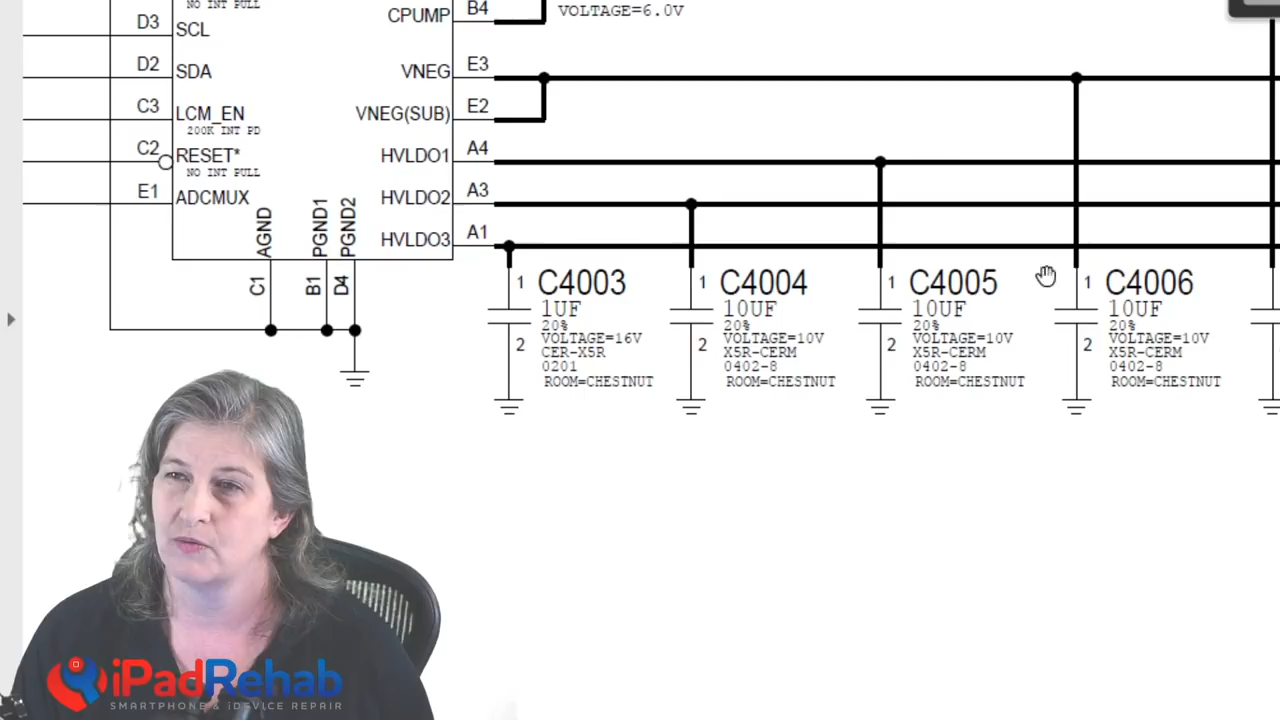 NO INT PULL
D3 SCL
D2 SDA
C3 LCM_EN
200K INT PD
C2 RESET*
NO INT PULL
E1 ADCMUX
AGND
PGND1
PGND2
C1
B1
D4
CPUMP B4
VOLTAGE=6.0V
VNEG E3
VNEG(SUB) E2
HVLDO1 A4
HVLDO2 A3
HVLDO3 A1
1
2
C4003
1UF
20%
VOLTAGE=16V
CER-X5R
0201
ROOM=CHESTNUT
1
2
C4004
10UF
20%
VOLTAGE=10V
X5R-CERM
0402-8
ROOM=CHESTNUT
1
2
C4005
10UF
20%
VOLTAGE=10V
X5R-CERM
0402-8
ROOM=CHESTNUT
1
2
C4006
10UF
20%
VOLTAGE=10V
X5R-CERM
0402-8
ROOM=CHESTNUT
iPadRehab
SMARTPHONE & iDEVICE REPAIR